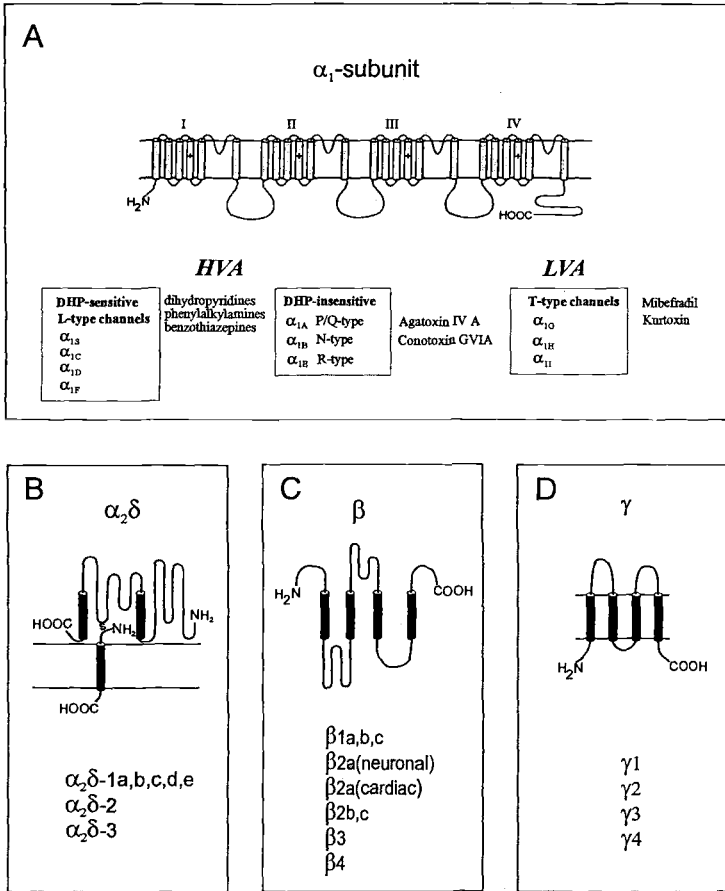 A
α₁-subunit
I II III IV
+ + + +
H₂N
HOOC
HVA LVA
DHP-sensitive
L-type channels
α₁S
α₁C
α₁D
α₁F
dihydropyridines
phenylalkylamines
benzothiazepines
DHP-insensitive
α₁A P/Q-type
α₁B N-type
α₁E R-type
Agatoxin IV A
Conotoxin GVIA
T-type channels
α₁G
α₁H
α₁I
Mibefradil
Kurtoxin
B
α₂δ
HOOC
NH₂
NH₂
S
S
HOOC
α₂δ-1a,b,c,d,e
α₂δ-2
α₂δ-3
C
β
H₂N
COOH
β1a,b,c
β2a(neuronal)
β2a(cardiac)
β2b,c
β3
β4
D
γ
H₂N
COOH
γ1
γ2
γ3
γ4